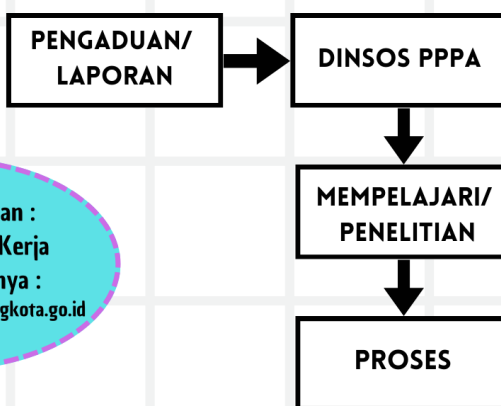 PENGADUAN/
LAPORAN
DINSOS PPPA
MEMPELAJARI/
PENELITIAN
an :
Kerja
nya :
gkota.go.id
PROSES